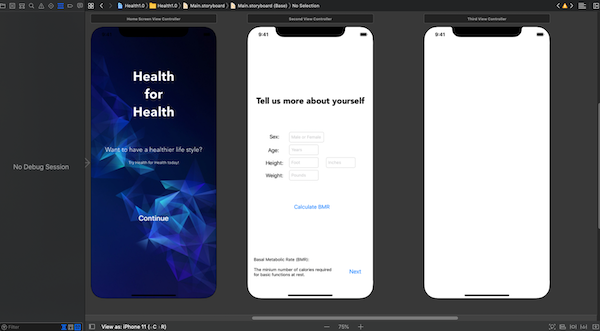 Health1.0 > Health1.0 > Main.storyboard > Main.storyboard (Base) > No Selection
Home Screen View Controller
Second View Controller
Third View Controller
9:41
9:41
9:41
Health
for
Health
Want to have a healthier life style?
Try Health for Health today!
Continue
Tell us more about yourself
Sex:
Male or Female
Age:
Years
Height:
Feet
Inches
Weight:
Pounds
Calculate BMR
Basal Metabolic Rate (BMR):
The minium number of calories required
for basic functions at rest.
Next
No Debug Session
Filter
View as: iPhone 11 (wC hR)
75%